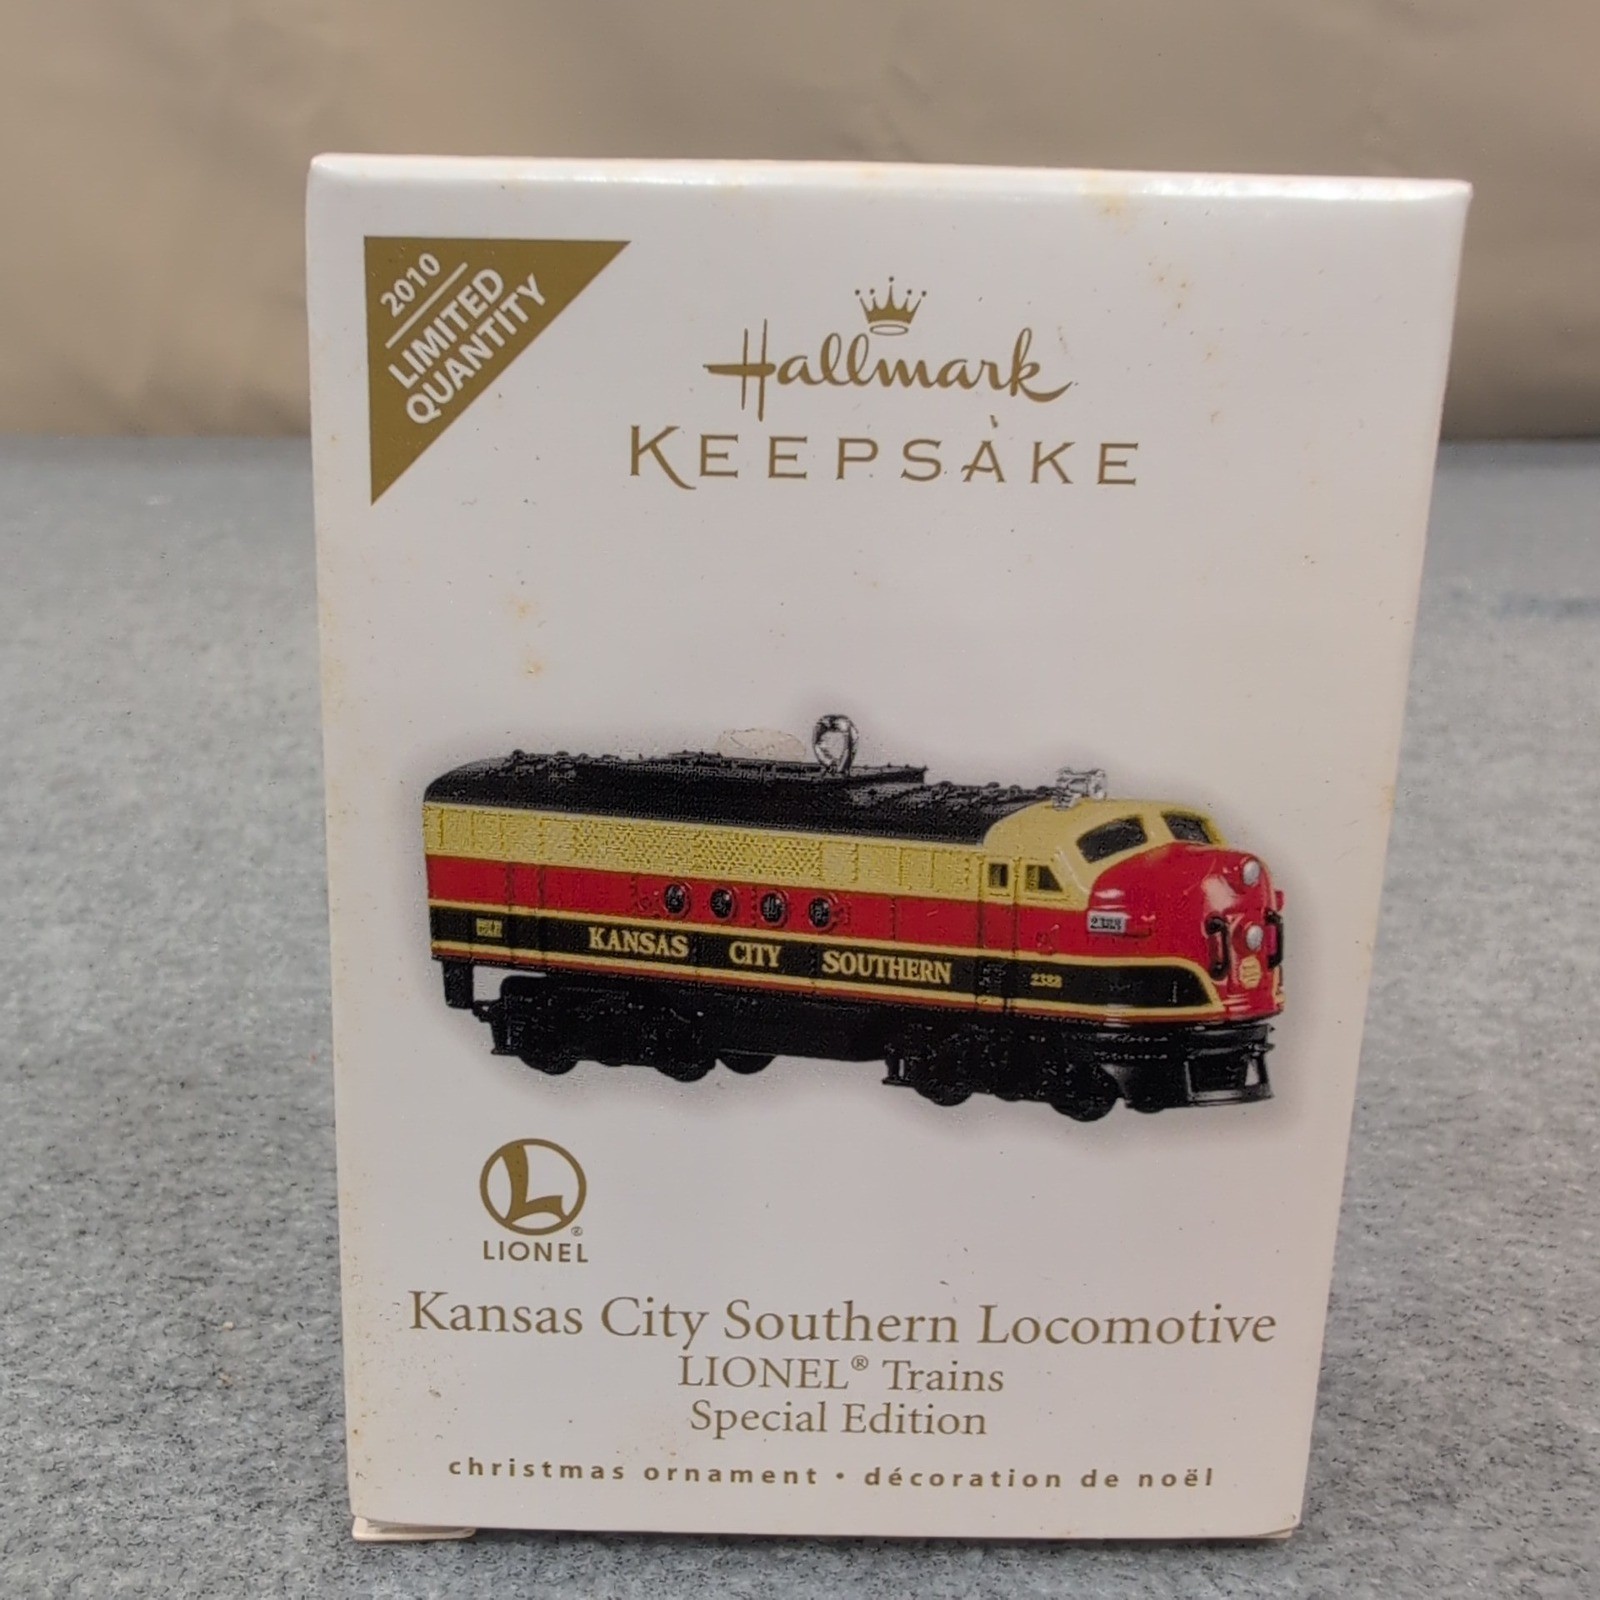 2010
LIMITED
QUANTITY
Hallmark
KEEPSAKE
KANSAS CITY SOUTHERN
2383
LIONEL
Kansas City Southern Locomotive
LIONEL® Trains
Special Edition
christmas ornament • décoration de noël